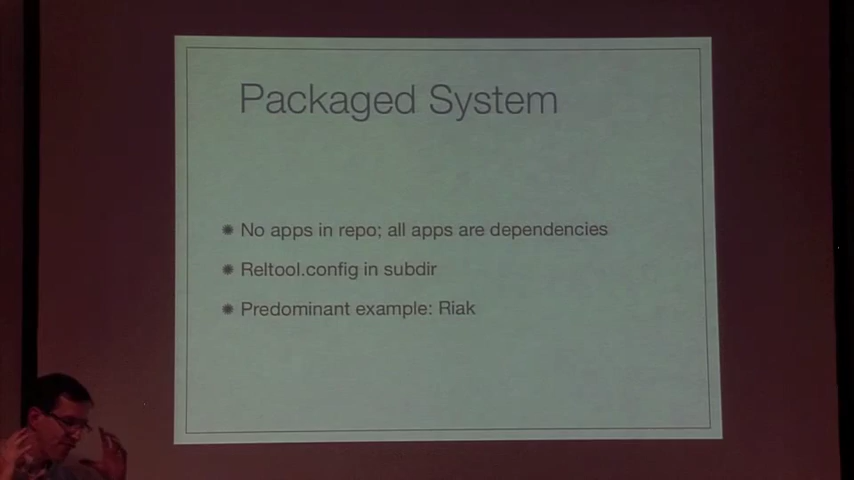 Packaged System
No apps in repo; all apps are dependencies
Reltool.config in subdir
Predominant example: Riak